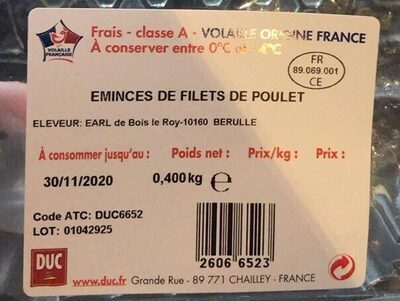 VOLAILLE
FRANÇAISE
Frais - classe A - VOLAILLE ORIGINE FRANCE
À conserver entre 0°C et +4°C
FR
89.069.001
CE
EMINCES DE FILETS DE POULET
ELEVEUR: EARL de Bois le Roy-10160 BERULLE
À consommer jusqu'au : Poids net : Prix/kg : Prix :
30/11/2020 0,400kg e
Code ATC: DUC6652
LOT: 01042925
2606 6523
DUC
www.duc.fr Grande Rue - 89 771 CHAILLEY - FRANCE